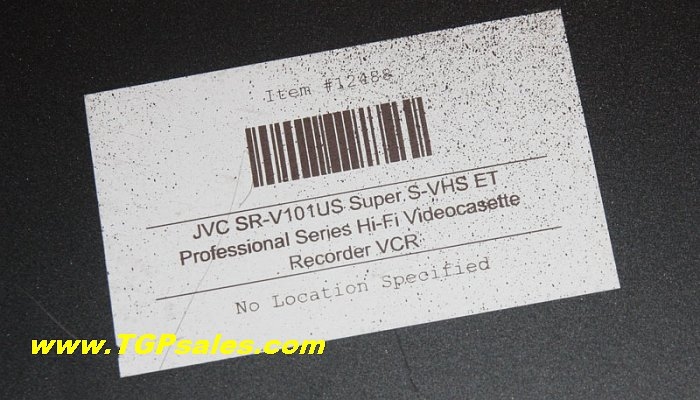 Item #12488
JVC SR-V101US Super S-VHS ET
Professional Series Hi-Fi Videocasette
Recorder VCR
No Location Specified
www.TGPsales.com